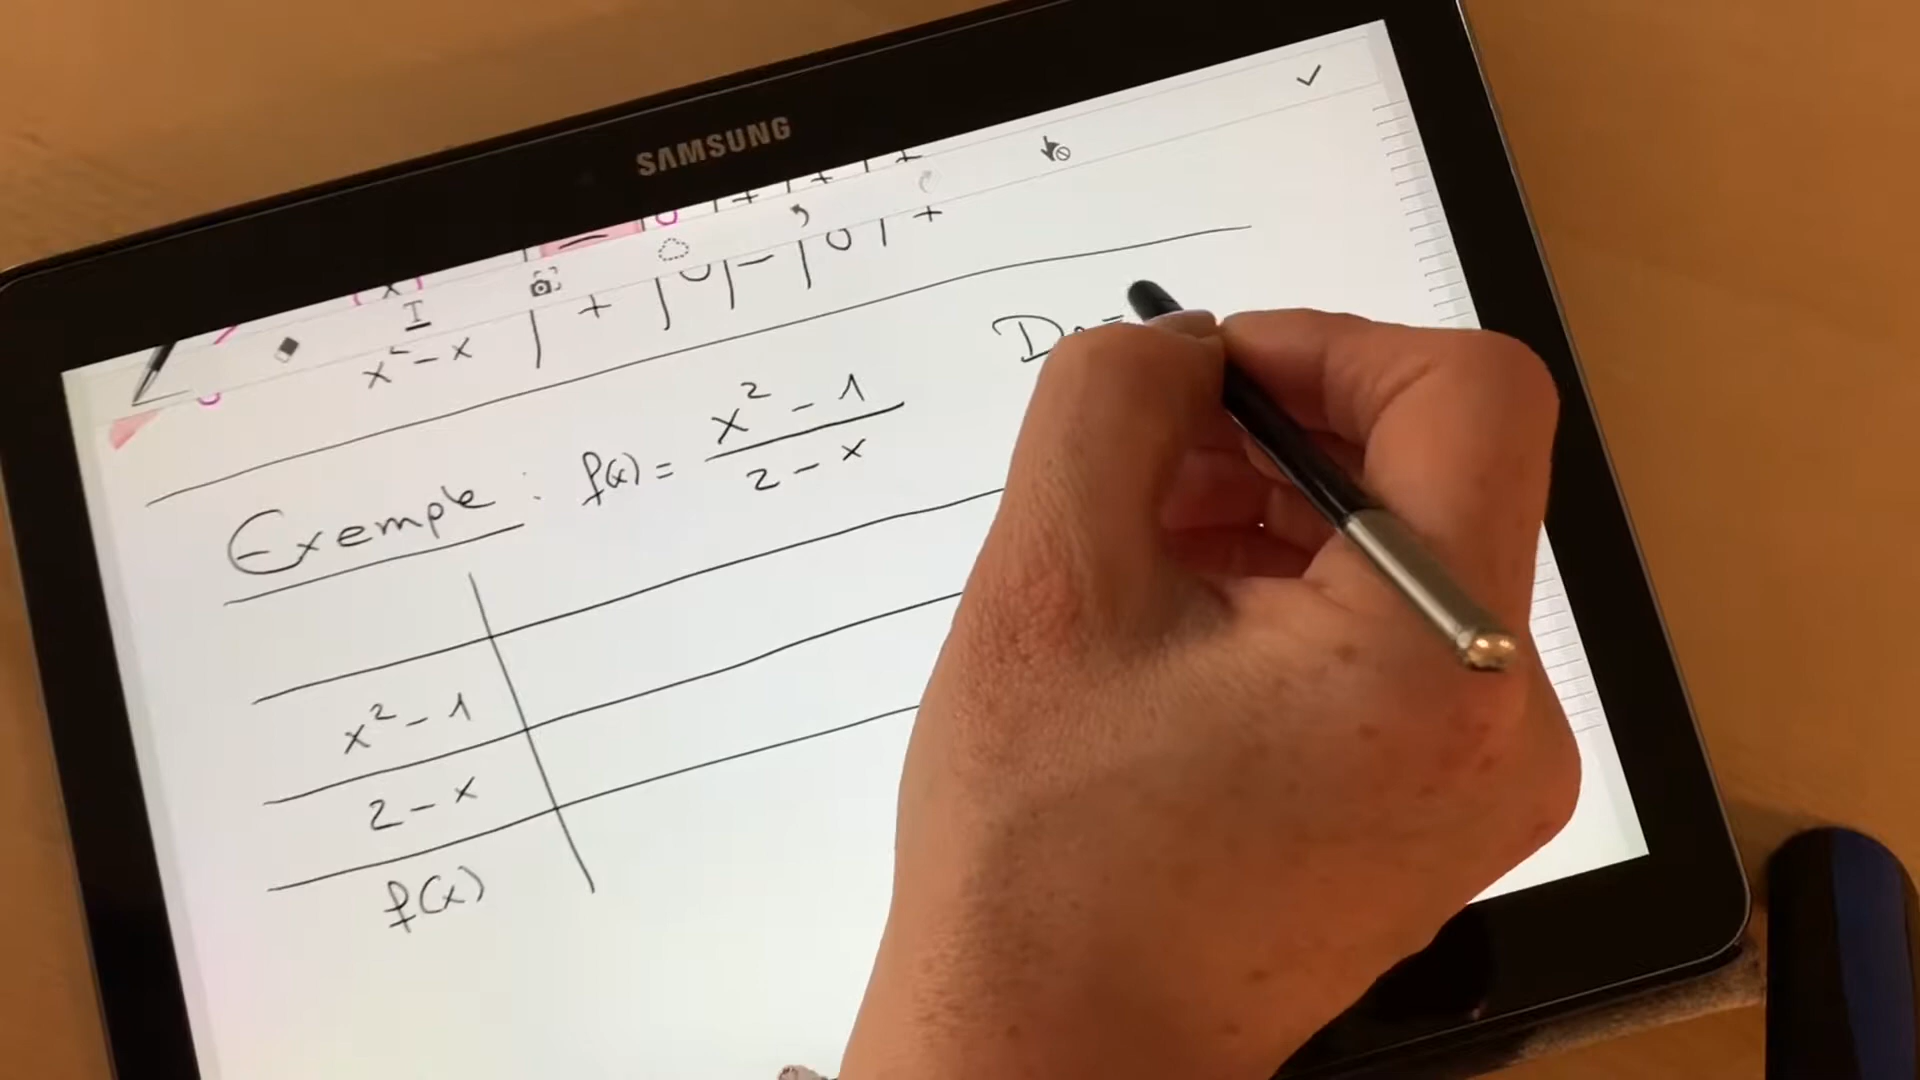 SAMSUNG
x² - x | + | 0 | - | 0 | +
Exemple : f(x) = x² - 1 / 2 - x
x² - 1
2 - x
f(x)